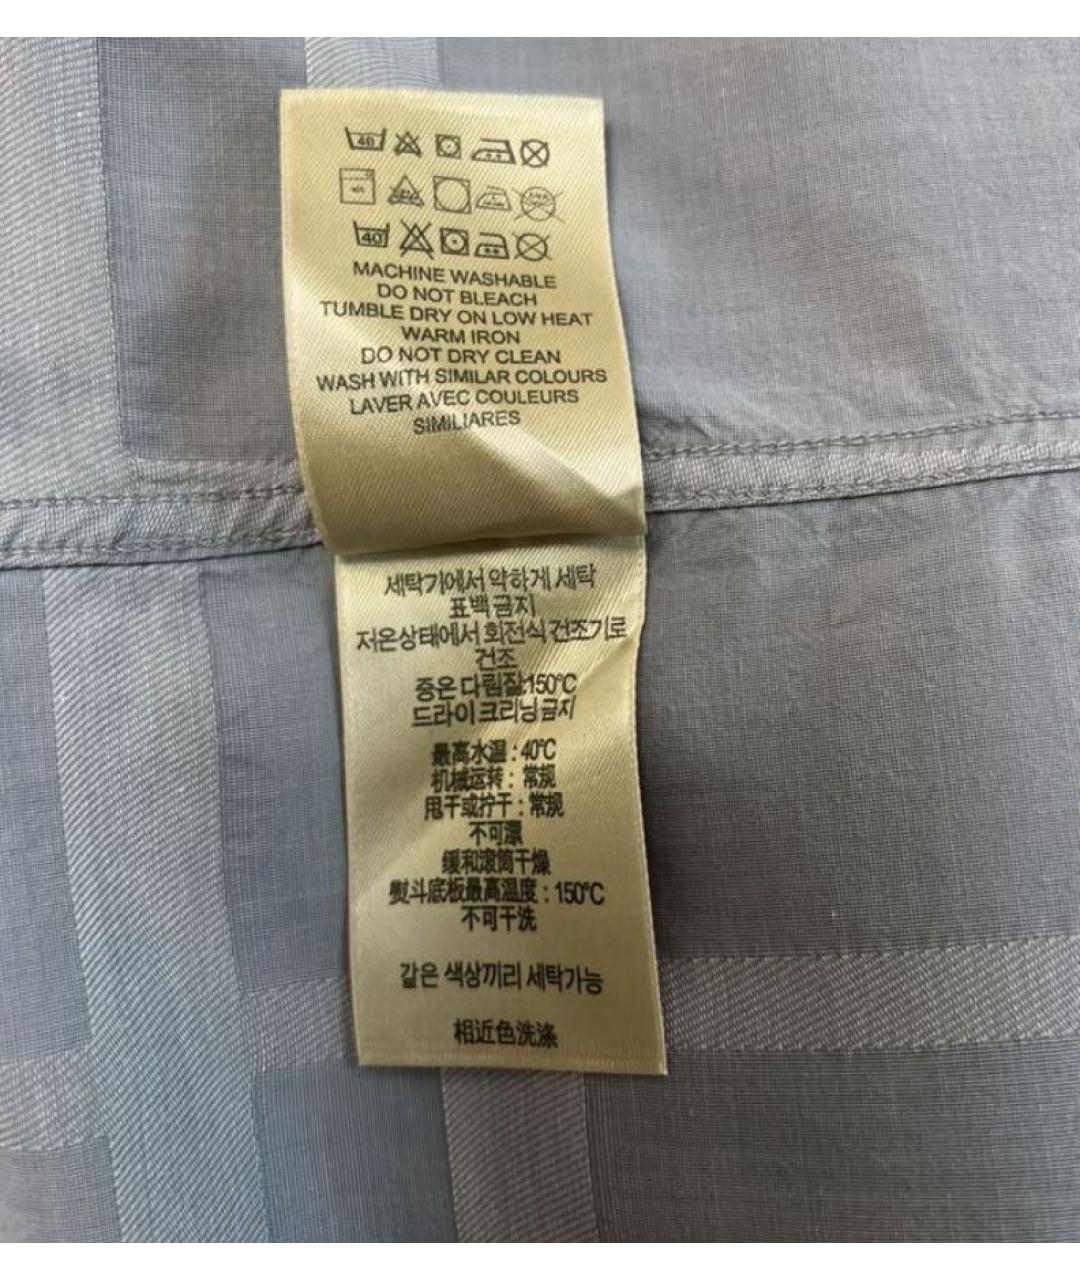 40
40
MACHINE WASHABLE
DO NOT BLEACH
TUMBLE DRY ON LOW HEAT
WARM IRON
DO NOT DRY CLEAN
WASH WITH SIMILAR COLOURS
LAVER AVEC COULEURS
SIMILIARES
세탁기에서 약하게 세탁
표백 금지
저온상태에서 회전식 건조기로
건조
중온 다림질:150℃
드라이 크리닝 금지
最高水温 : 40℃
机械运转 : 常规
甩干或拧干 : 常规
不可漂
缓和滚筒干燥
熨斗底板最高温度 : 150℃
不可干洗
같은 색상끼리 세탁가능
相近色洗涤